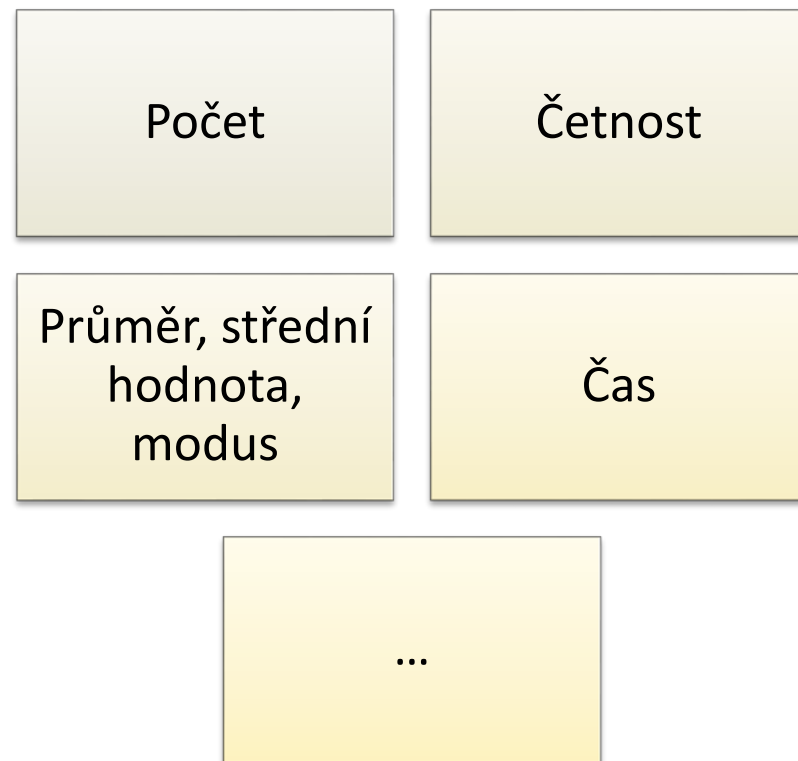 Počet
Četnost
Průměr, střední
hodnota,
modus
Čas
...